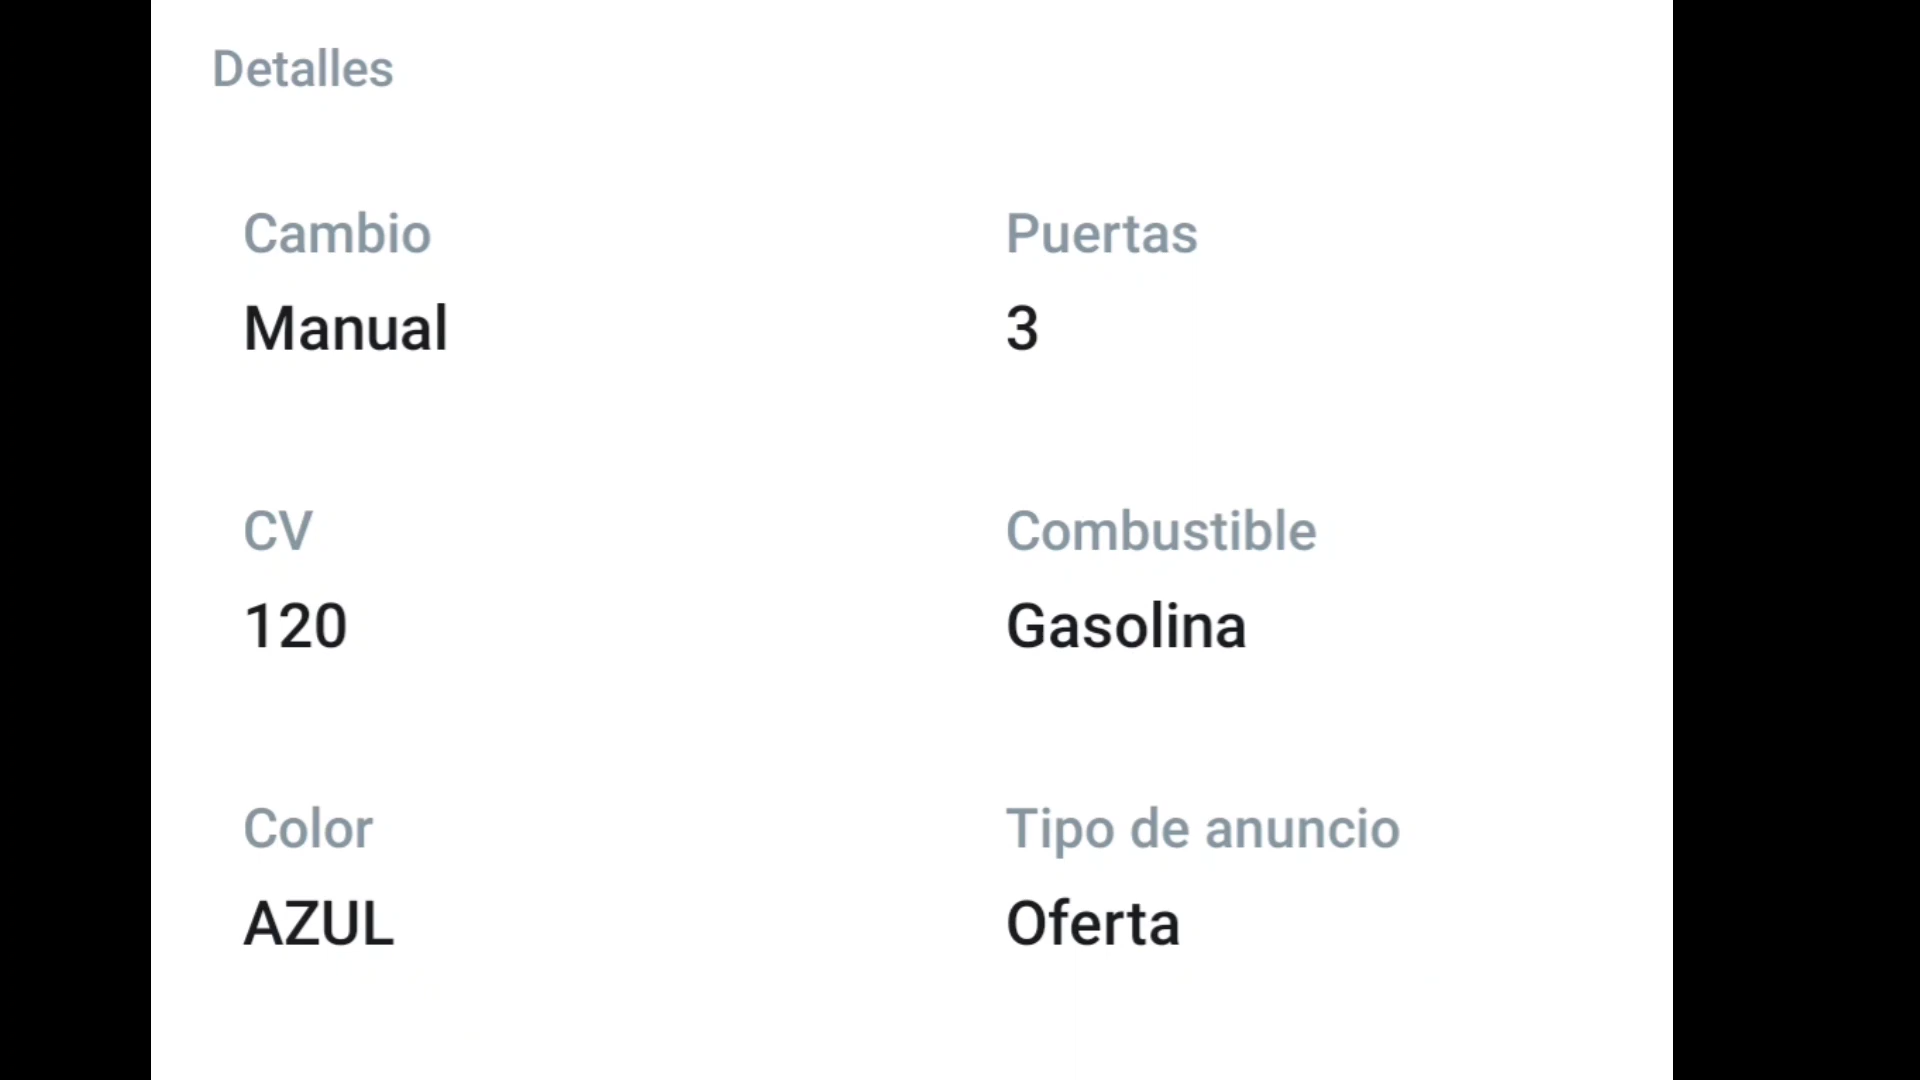 Detalles
Cambio
Puertas
Manual
3
CV
Combustible
120
Gasolina
Color
Tipo de anuncio
AZUL
Oferta